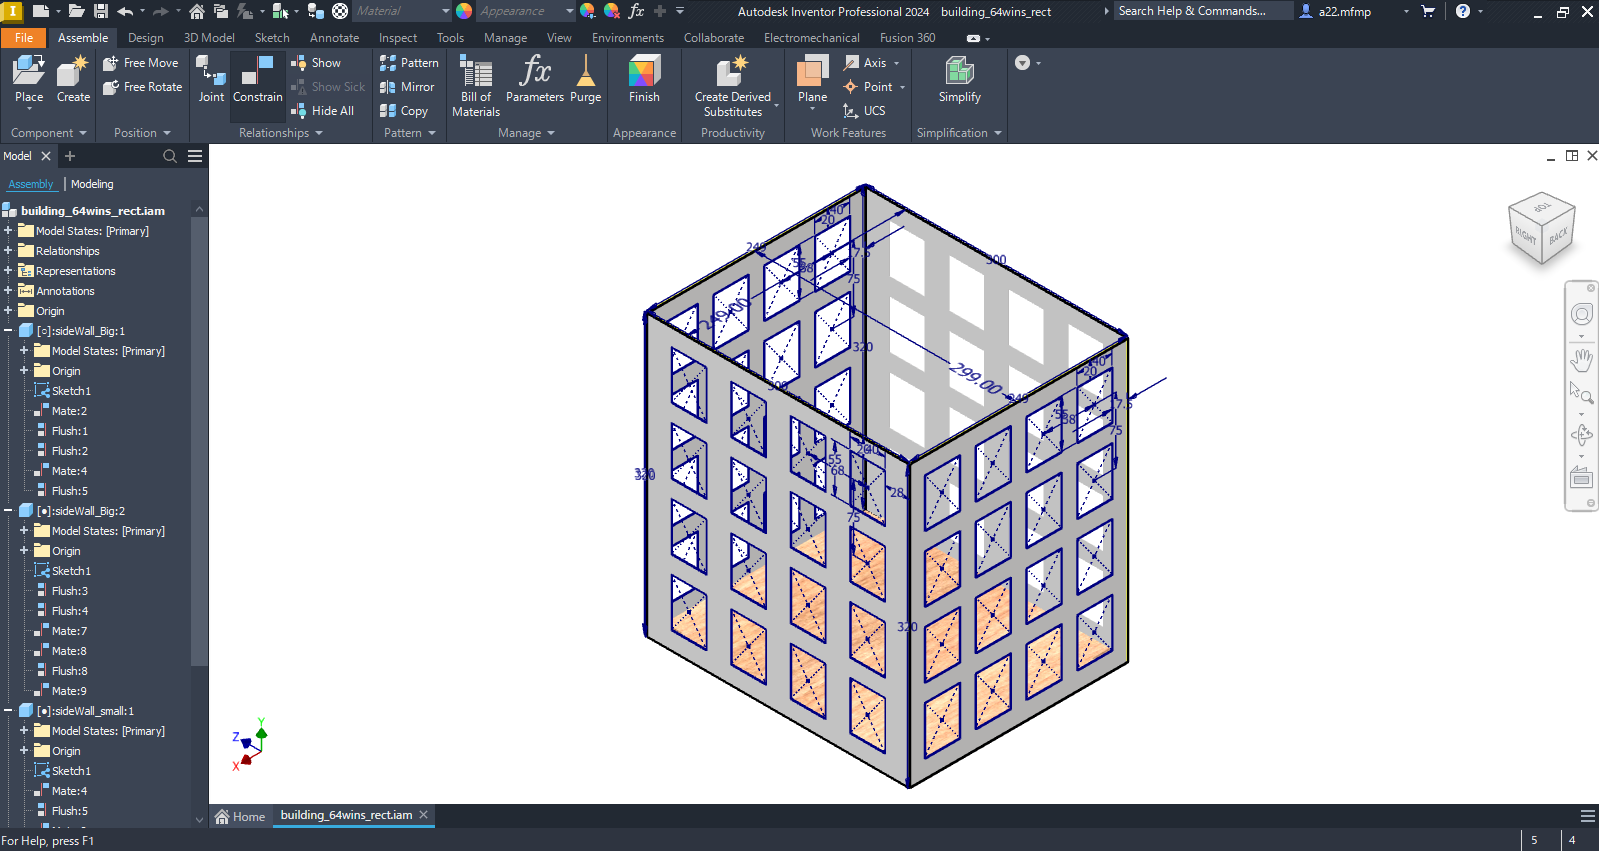 Material
Appearance
fx
Autodesk Inventor Professional 2024 building_64wins_rect
Search Help & Commands...
a22.mfmp
File Assemble Design 3D Model Sketch Annotate Inspect Tools Manage View Environments Collaborate Electromechanical Fusion 360
Place
Create
Free Move
Free Rotate
Joint
Constrain
Show
Show Sick
Hide All
Pattern
Mirror
Copy
Bill of
Materials
fx
Parameters
Purge
Finish
Create Derived
Substitutes
Plane
Axis
Point
UCS
Simplify
Component
Position
Relationships
Pattern
Manage
Appearance
Productivity
Work Features
Simplification
Model
Assembly | Modeling
building_64wins_rect.iam
Model States: [Primary]
Relationships
Representations
Annotations
Origin
[○]:sideWall_Big:1
Model States: [Primary]
Origin
Sketch1
Mate:2
Flush:1
Flush:2
Mate:4
Flush:5
[●]:sideWall_Big:2
Model States: [Primary]
Origin
Sketch1
Flush:3
Flush:4
Mate:7
Mate:8
Flush:8
Mate:9
[●]:sideWall_small:1
Model States: [Primary]
Origin
Sketch1
Mate:4
Flush:5
40
20
249
7.5
55
68
75
249.00
300
320
299.00
300
249
40
20
7.5
55
68
75
320
2040
55
68
28
75
320
TOP
RIGHT
BACK
Y
Z
X
Home
building_64wins_rect.iam
For Help, press F1
5
4